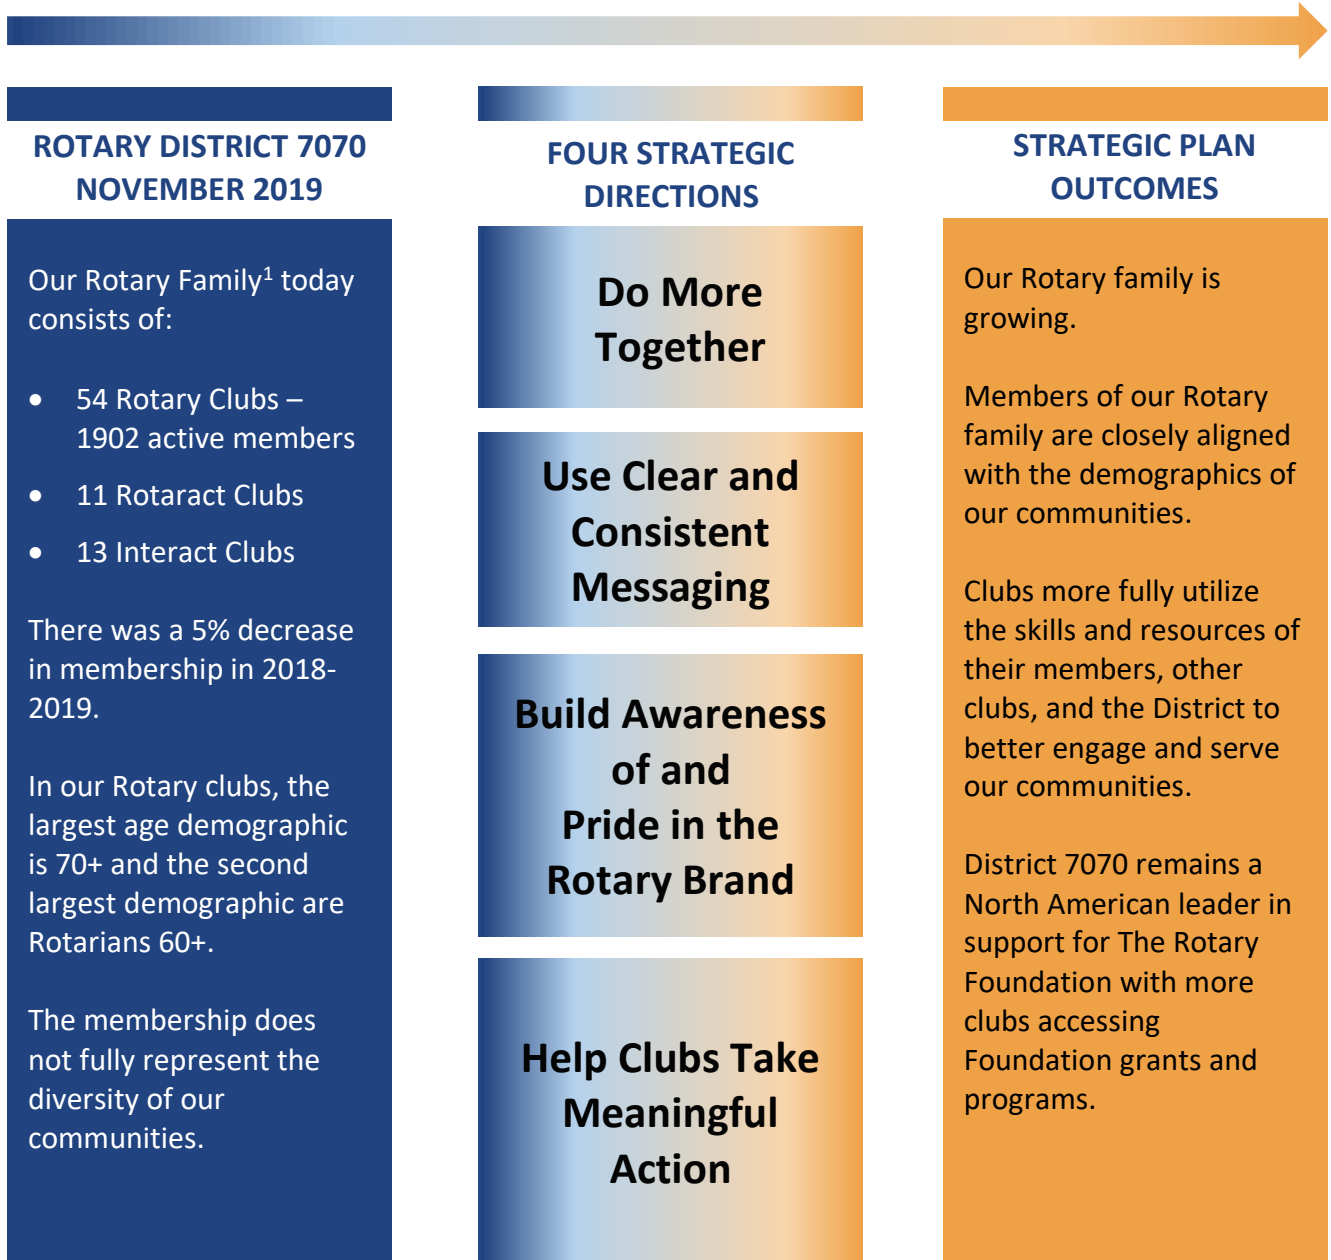 ROTARY DISTRICT 7070
NOVEMBER 2019
Our Rotary Family¹ today
consists of:
• 54 Rotary Clubs –
1902 active members
• 11 Rotaract Clubs
• 13 Interact Clubs
There was a 5% decrease
in membership in 2018-
2019.
In our Rotary clubs, the
largest age demographic
is 70+ and the second
largest demographic are
Rotarians 60+.
The membership does
not fully represent the
diversity of our
communities.
FOUR STRATEGIC
DIRECTIONS
Do More
Together
Use Clear and
Consistent
Messaging
Build Awareness
of and
Pride in the
Rotary Brand
Help Clubs Take
Meaningful
Action
STRATEGIC PLAN
OUTCOMES
Our Rotary family is
growing.
Members of our Rotary
family are closely aligned
with the demographics of
our communities.
Clubs more fully utilize
the skills and resources of
their members, other
clubs, and the District to
better engage and serve
our communities.
District 7070 remains a
North American leader in
support for The Rotary
Foundation with more
clubs accessing
Foundation grants and
programs.